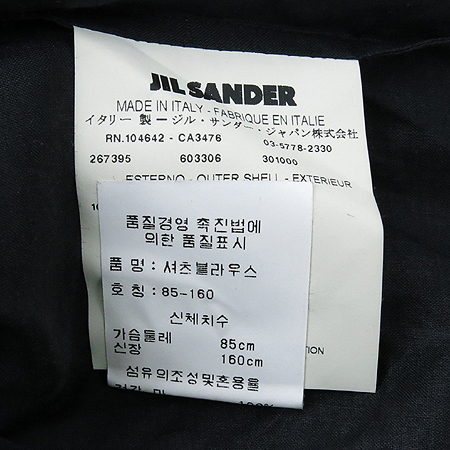 JIL SANDER
MADE IN ITALY - FABRIQUE EN ITALIE
イタリー製 ージル・サンダー・ジャパン株式会社
RN.104642 - CA3476 03-5778-2330
267395 603306 301000
ESTERNO - OUTER SHELL - EXTERIEUR
품질경영 촉진법에
의한 품질표시
품 명 : 셔츠블라우스
호 칭 : 85-160
신체치수
가슴둘레 85cm
신장 160cm
섬유의조성및혼용율
100%